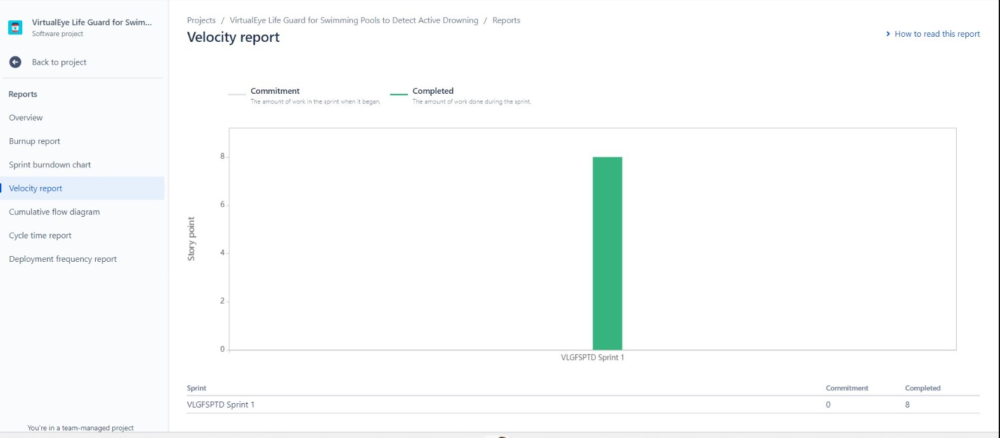 VirtualEye Life Guard for Swim...
Software project
Back to project
Reports
Overview
Burnup report
Sprint burndown chart
Velocity report
Cumulative flow diagram
Cycle time report
Deployment frequency report
You're in a team-managed project
Projects / VirtualEye Life Guard for Swimming Pools to Detect Active Drowning / Reports
Velocity report
How to read this report
Commitment
The amount of work in the sprint when it began.
Completed
The amount of work done during the sprint.
Story point
8
6
4
2
0
VLGFSPTD Sprint 1
Sprint Commitment Completed
VLGFSPTD Sprint 1 0 8